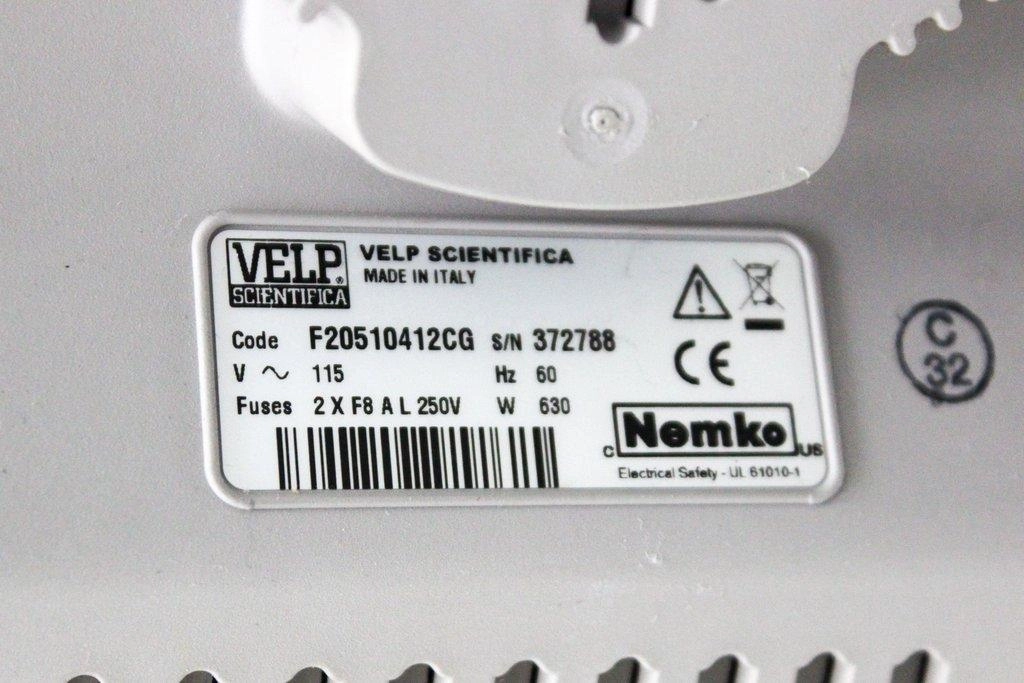 VELP®
SCIENTIFICA
VELP SCIENTIFICA
MADE IN ITALY
Code F20510412CG S/N 372788
V ~ 115 Hz 60
Fuses 2 X F8 A L 250V W 630
CE
c Nemko US
Electrical Safety - UL 61010-1
C
32